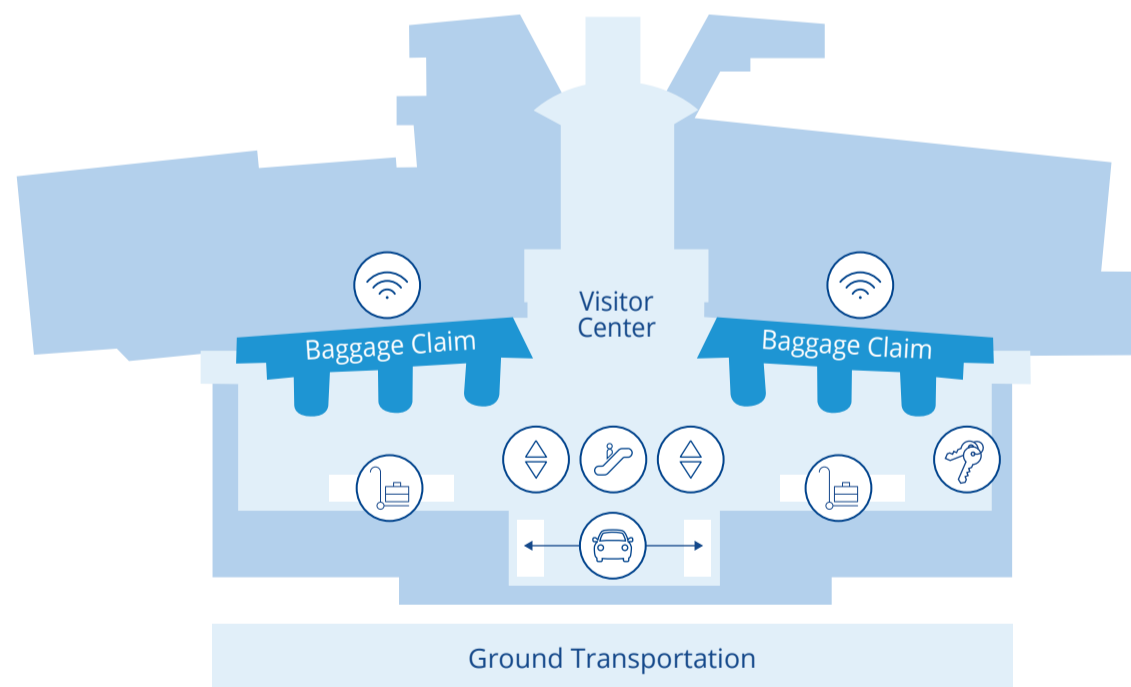 Visitor
Center
Baggage Claim
Baggage Claim
Ground Transportation